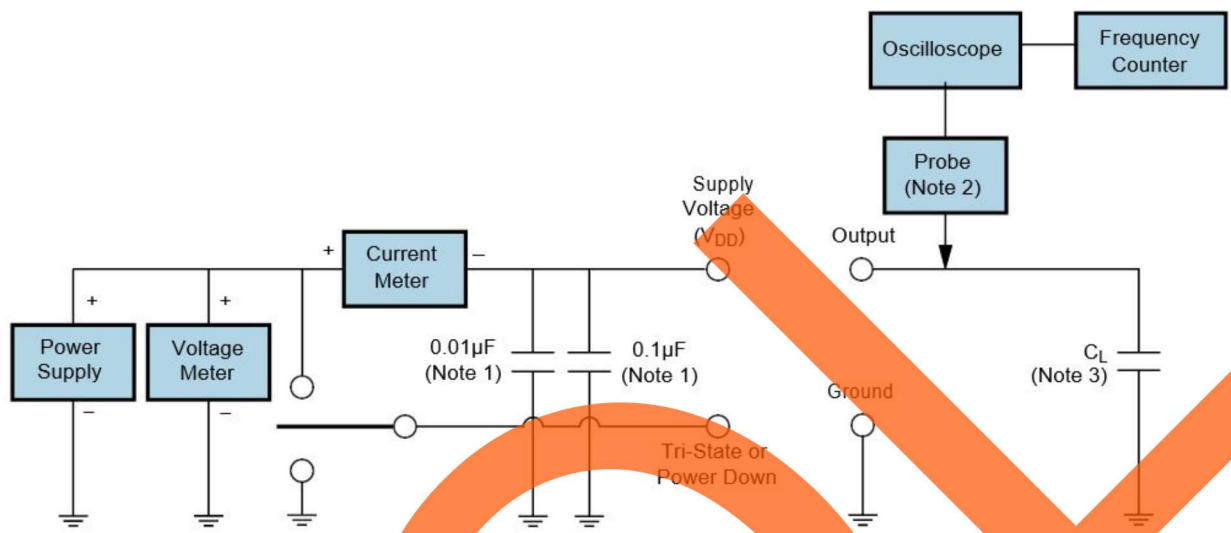 Oscilloscope
Frequency
Counter
Probe
(Note 2)
Supply
Voltage
(VDD)
Output
+
Current
Meter
–
+
+
Power
Supply
Voltage
Meter
0.01µF
(Note 1)
0.1µF
(Note 1)
CL
(Note 3)
–
–
Ground
Tri-State or
Power Down